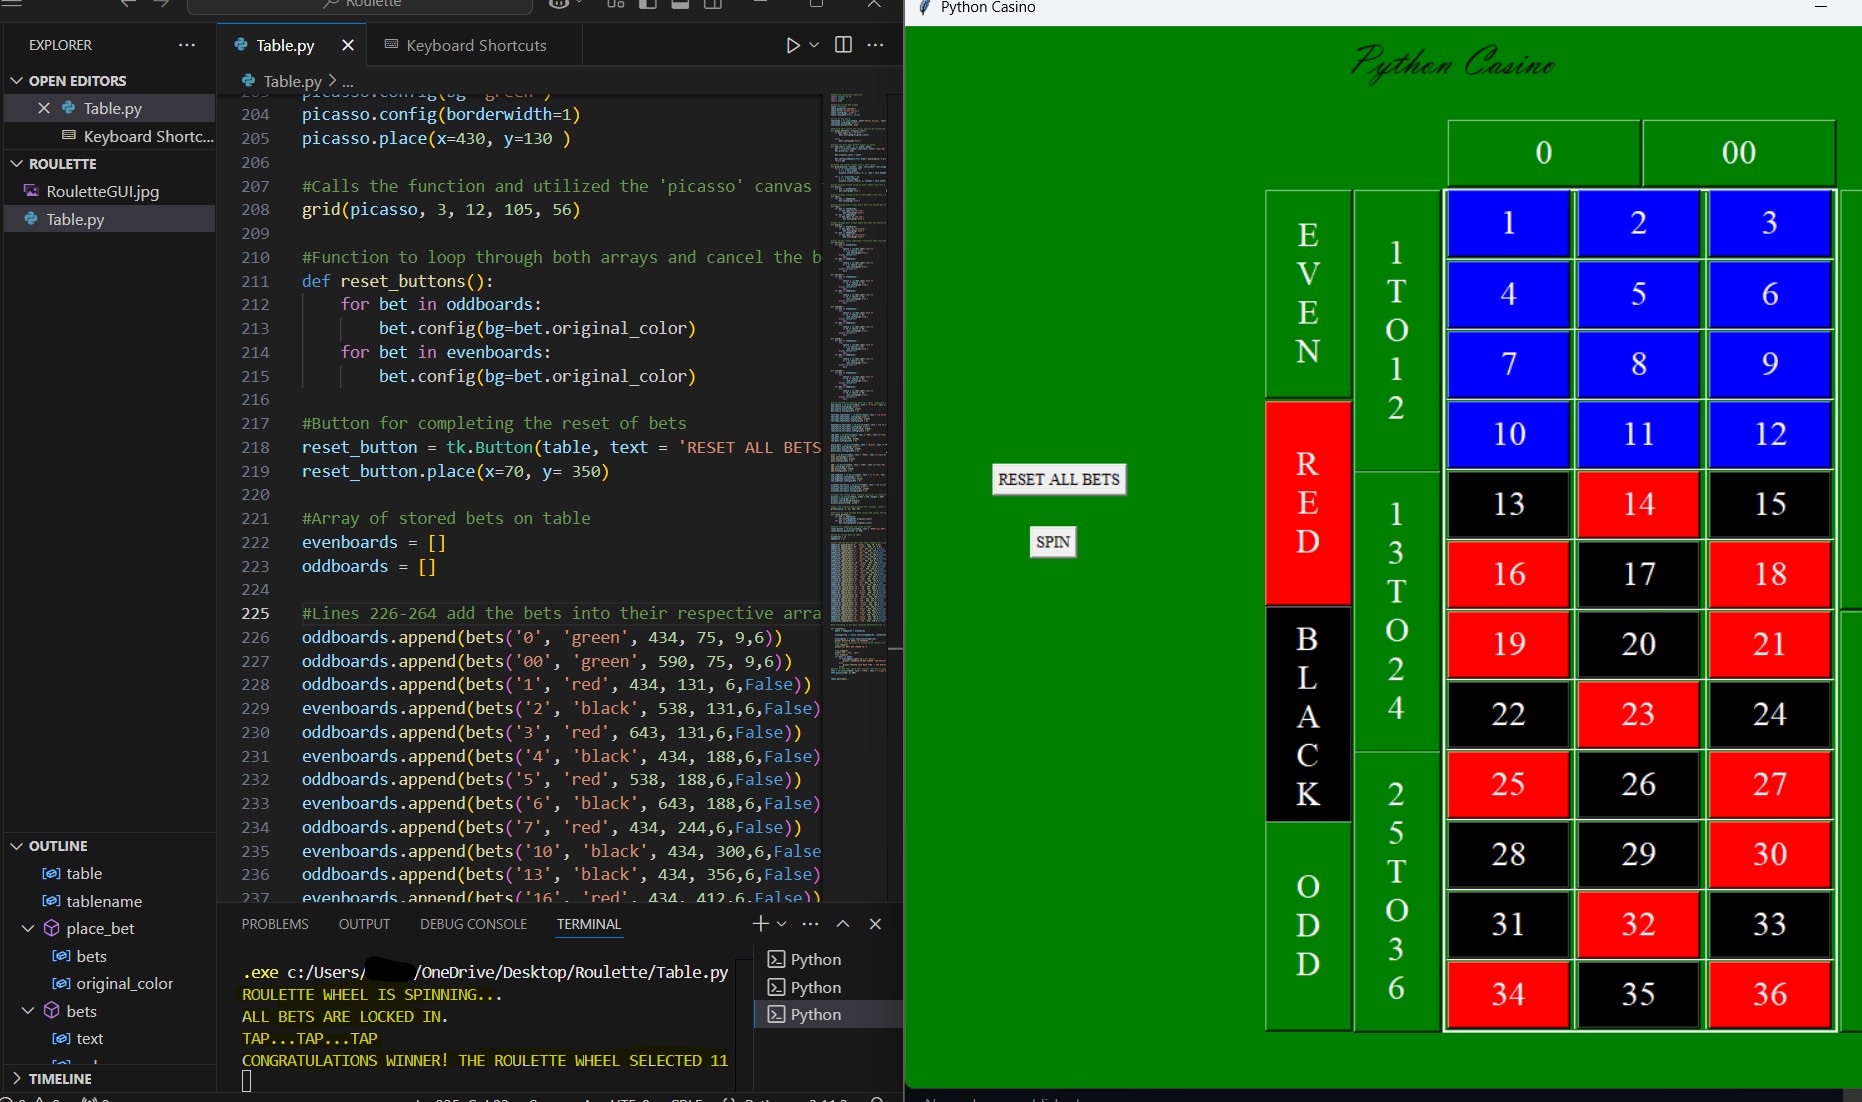 Roulette
EXPLORER
OPEN EDITORS
Table.py
Keyboard Shortc...
ROULETTE
RouletteGUI.jpg
Table.py
OUTLINE
table
tablename
place_bet
bets
original_color
bets
text
TIMELINE
Table.py
Keyboard Shortcuts
Table.py > ...
204 picasso.config(borderwidth=1)
205 picasso.place(x=430, y=130 )
206
207 #Calls the function and utilized the 'picasso' canvas
208 grid(picasso, 3, 12, 105, 56)
209
210 #Function to loop through both arrays and cancel the b
211 def reset_buttons():
212 for bet in oddboards:
213 bet.config(bg=bet.original_color)
214 for bet in evenboards:
215 bet.config(bg=bet.original_color)
216
217 #Button for completing the reset of bets
218 reset_button = tk.Button(table, text = 'RESET ALL BETS
219 reset_button.place(x=70, y= 350)
220
221 #Array of stored bets on table
222 evenboards = []
223 oddboards = []
224
225 #Lines 226-264 add the bets into their respective arra
226 oddboards.append(bets('0', 'green', 434, 75, 9,6))
227 oddboards.append(bets('00', 'green', 590, 75, 9,6))
228 oddboards.append(bets('1', 'red', 434, 131, 6,False))
229 evenboards.append(bets('2', 'black', 538, 131,6,False)
230 oddboards.append(bets('3', 'red', 643, 131,6,False))
231 evenboards.append(bets('4', 'black', 434, 188,6,False)
232 oddboards.append(bets('5', 'red', 538, 188,6,False))
233 evenboards.append(bets('6', 'black', 643, 188,6,False)
234 oddboards.append(bets('7', 'red', 434, 244,6,False))
235 evenboards.append(bets('10', 'black', 434, 300,6,False
236 oddboards.append(bets('13', 'black', 434, 356,6,False)
237 evenboards.append(bets('16', 'red', 434, 412,6,False))
PROBLEMS OUTPUT DEBUG CONSOLE TERMINAL
.exe c:/Users/ /OneDrive/Desktop/Roulette/Table.py
ROULETTE WHEEL IS SPINNING...
ALL BETS ARE LOCKED IN.
TAP...TAP...TAP
CONGRATULATIONS WINNER! THE ROULETTE WHEEL SELECTED 11
Python
Python
Python
Python Casino
Python Casino
RESET ALL BETS
SPIN
EVEN
RED
BLACK
ODD
1TO12
13TO24
25TO36
0 00
1 2 3
4 5 6
7 8 9
10 11 12
13 14 15
16 17 18
19 20 21
22 23 24
25 26 27
28 29 30
31 32 33
34 35 36